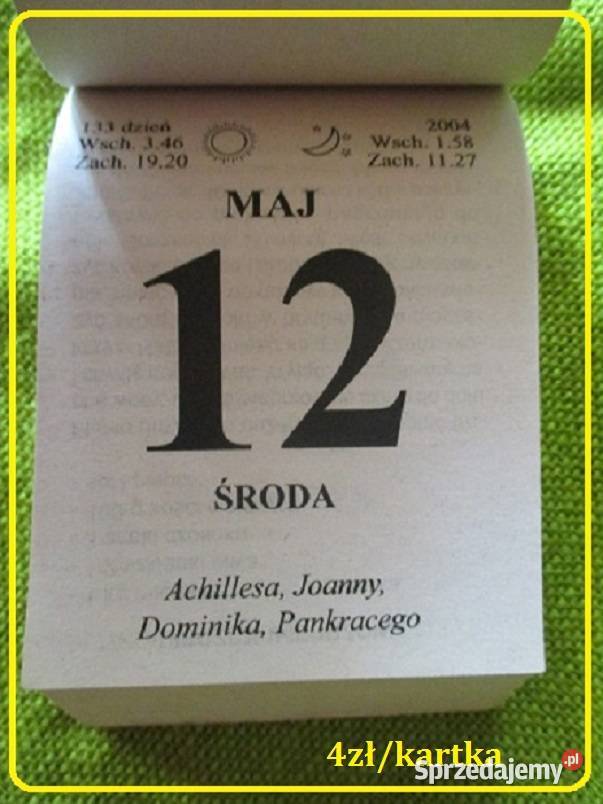 133 dzień
Wsch. 3.46
Zach. 19.20
2004
Wsch. 1.58
Zach. 11.27
MAJ
12
ŚRODA
Achillesa, Joanny,
Dominika, Pankracego
4zł/kartka
Sprzedajemy.pl